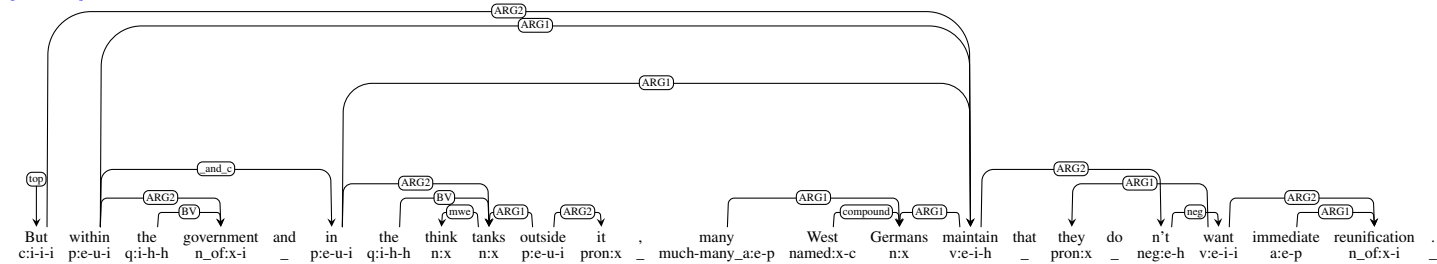 ARG2
ARG1
ARG1
top _and_c ARG2 ARG2 ARG1
ARG2 BV ARG1 ARG2
BV mwe ARG1 ARG2 compound ARG1 neg ARG1
But within the government and in the think tanks outside it , many West Germans maintain that they do n't want immediate reunification .
c:i-i-i p:e-u-i q:i-h-h n_of:x-i _ p:e-u-i q:i-h-h n:x n:x p:e-u-i pron:x _ much-many_a:e-p named:x-c n:x v:e-i-h _ pron:x _ neg:e-h v:e-i-i a:e-p n_of:x-i _